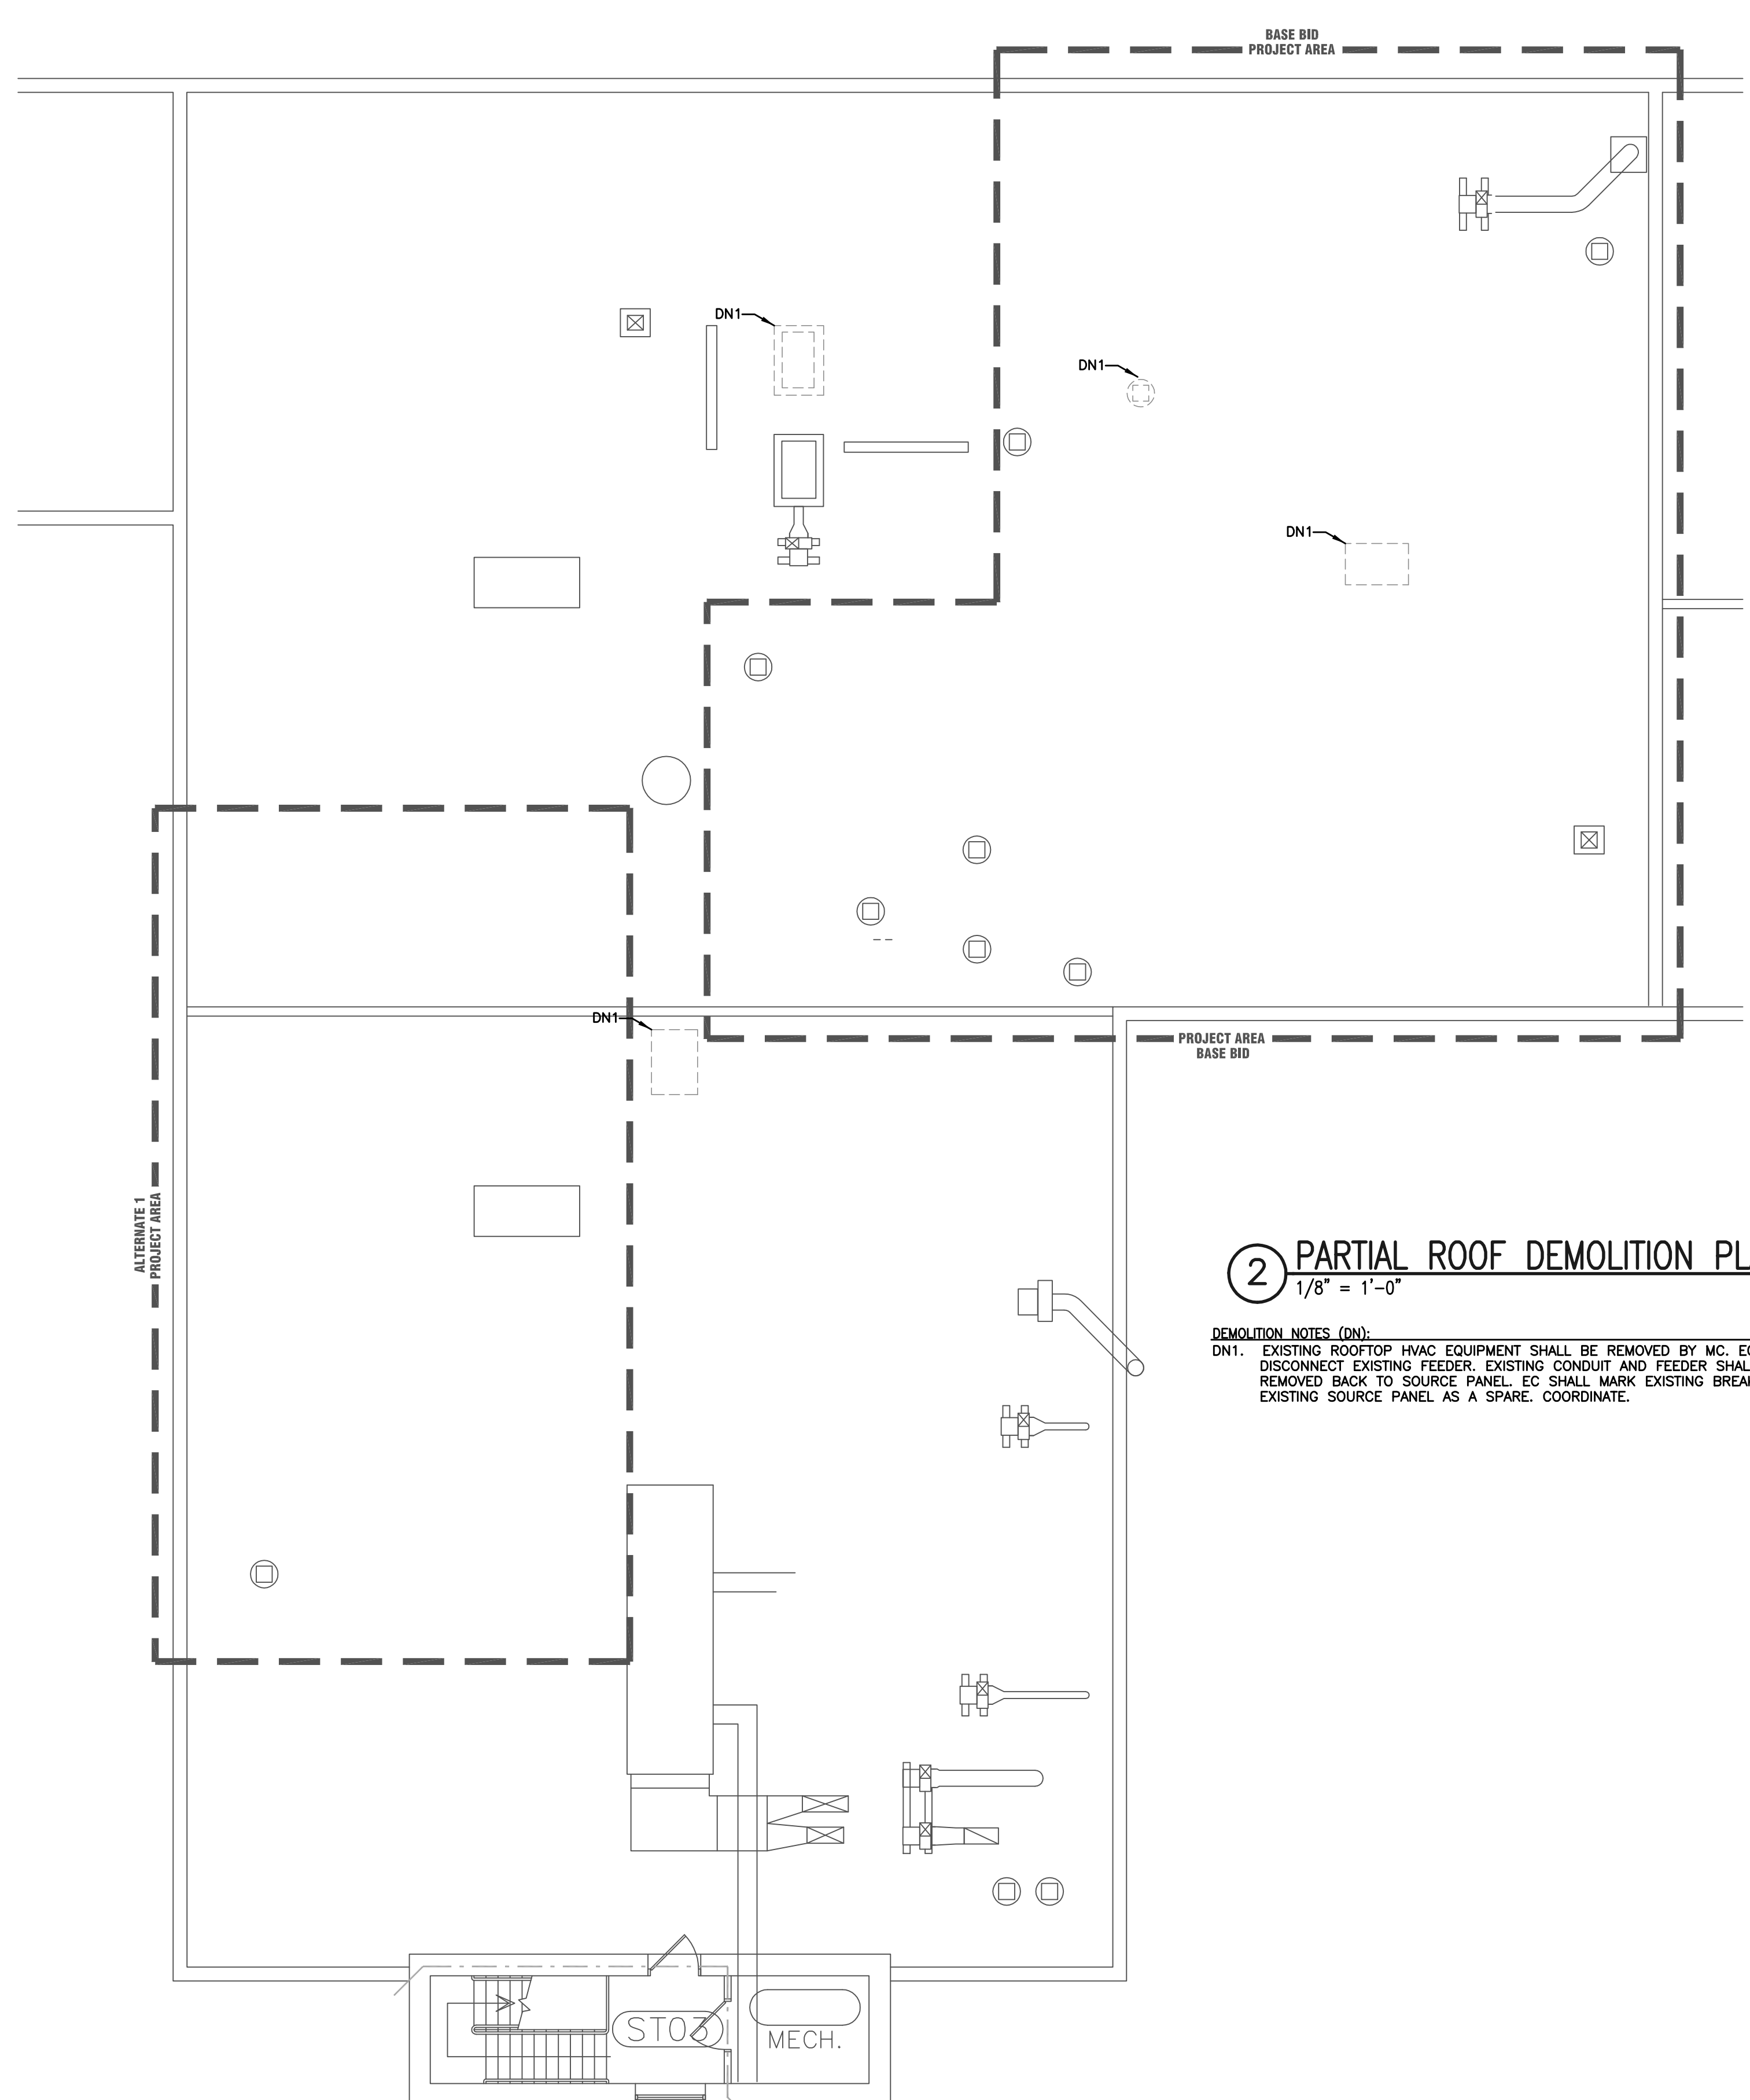 BASE BID
PROJECT AREA
DN1
DN1
DN1
DN1
PROJECT AREA
BASE BID
ALTERNATE 1
PROJECT AREA
2
PARTIAL ROOF DEMOLITION
1/8" = 1'-0"
DEMOLITION NOTES (DN):
DN1. EXISTING ROOFTOP HVAC EQUIPMENT SHALL BE REMOVED BY MC.
DISCONNECT EXISTING FEEDER. EXISTING CONDUIT AND FEEDER
REMOVED BACK TO SOURCE PANEL. EC SHALL MARK EXISTING
EXISTING SOURCE PANEL AS A SPARE. COORDINATE.
ST03
MECH.